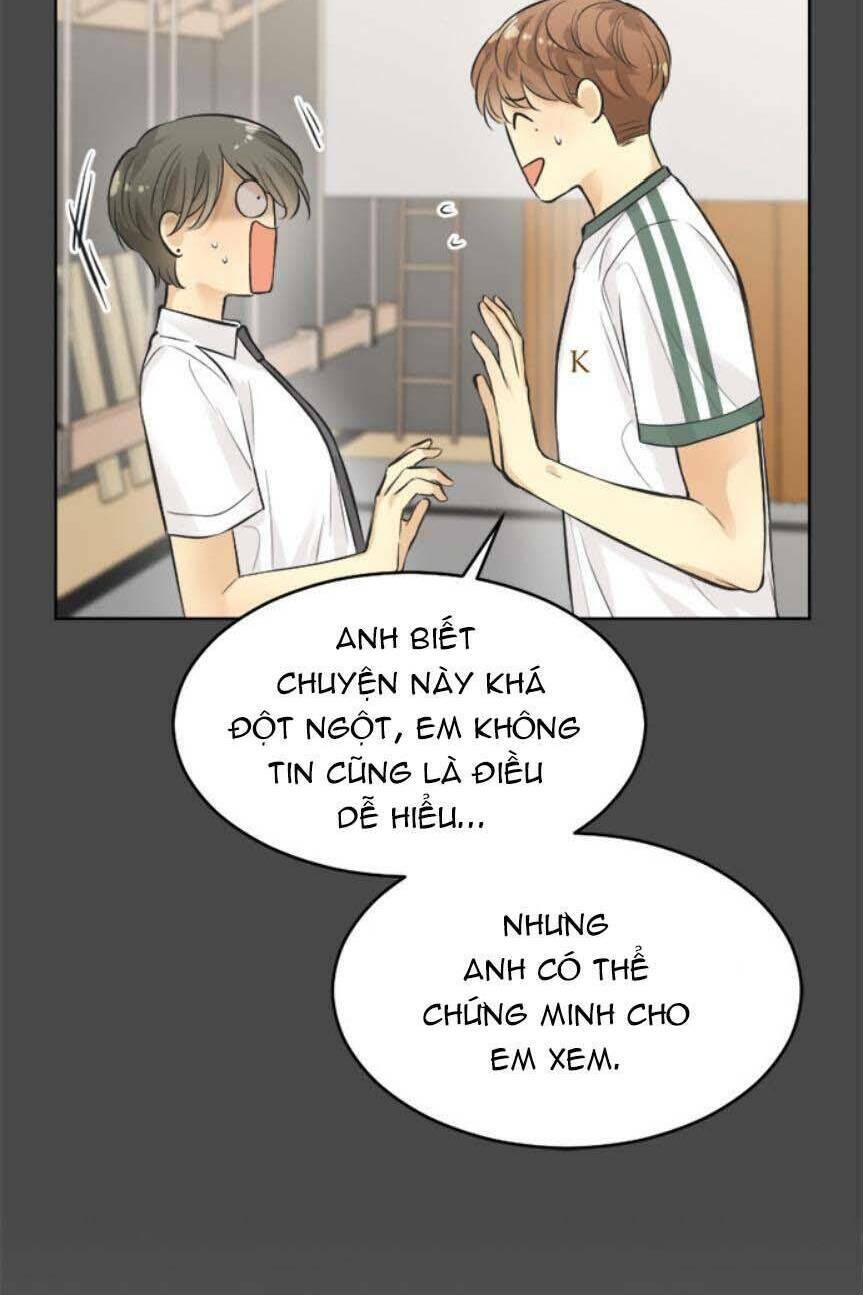 K
ANH BIẾT
CHUYỆN NÀY KHÁ
ĐỘT NGỘT, EM KHÔNG
TIN CŨNG LÀ ĐIỀU
DỄ HIỂU...
NHƯNG
ANH CÓ THỂ
CHỨNG MINH CHO
EM XEM.